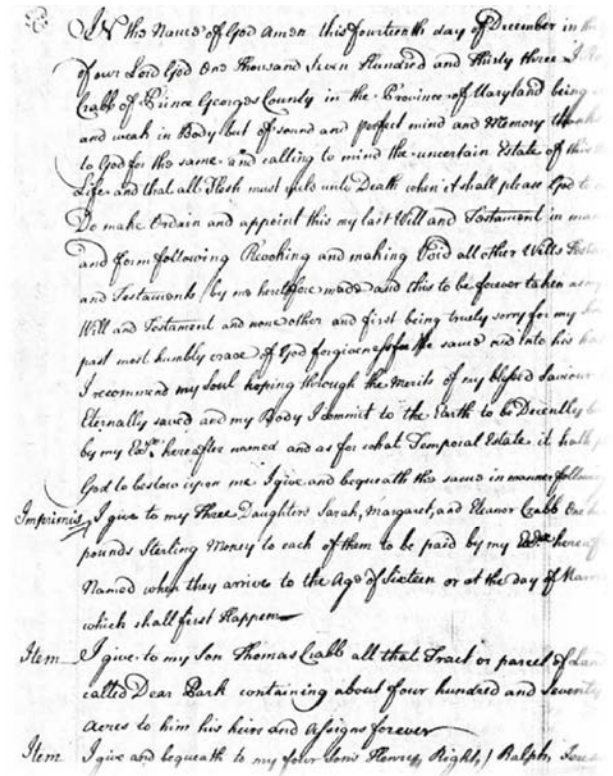 In the Name of God Amen this fourteenth day of December in the
of our Lord God One Thousand Seven Hundred and Thirty three I
Crabb of Prince Georges County in the Province of Maryland being
and weak in Body but of sound and perfect mind and Memory thanks
to God for the same and calling to mind the uncertain Estate of this
Life and that all Flesh must yield unto Death when it shall please God to
Do make Ordain and appoint this my last Will and Testament in man
and form following Revoking and making Void all other Wills
and Testaments by me heretofore made and this to be forever taken as my
Will and Testament and none other and first being truely sorry for my
past most humbly crave of God forgiveness for the same and into his
I recommend my Soul hoping through the Merits of my blessed Saviour
Eternally saved and my Body I commit to the Earth to be Decently
by my Exrs. hereafter named and as for what Temporal Estate it hath
God to bestow upon me I give and bequeath the same in manner following
Imprimis I give to my Three Daughters Sarah, Margaret, and Eleanor Crabb One
pounds Sterling Money to each of them to be paid by my hereaf
Named when they arrive to the Age of Sixteen or at the day of Marr
which shall first Happen
Item I give to my Son Thomas Crabb all that Tract or parcel of Lan
called Dear Park containing about four hundred and Seventy
Acres to him his heirs and Assigns forever
Item I give and bequeath to my four Sons Henry, Right, Ralph,